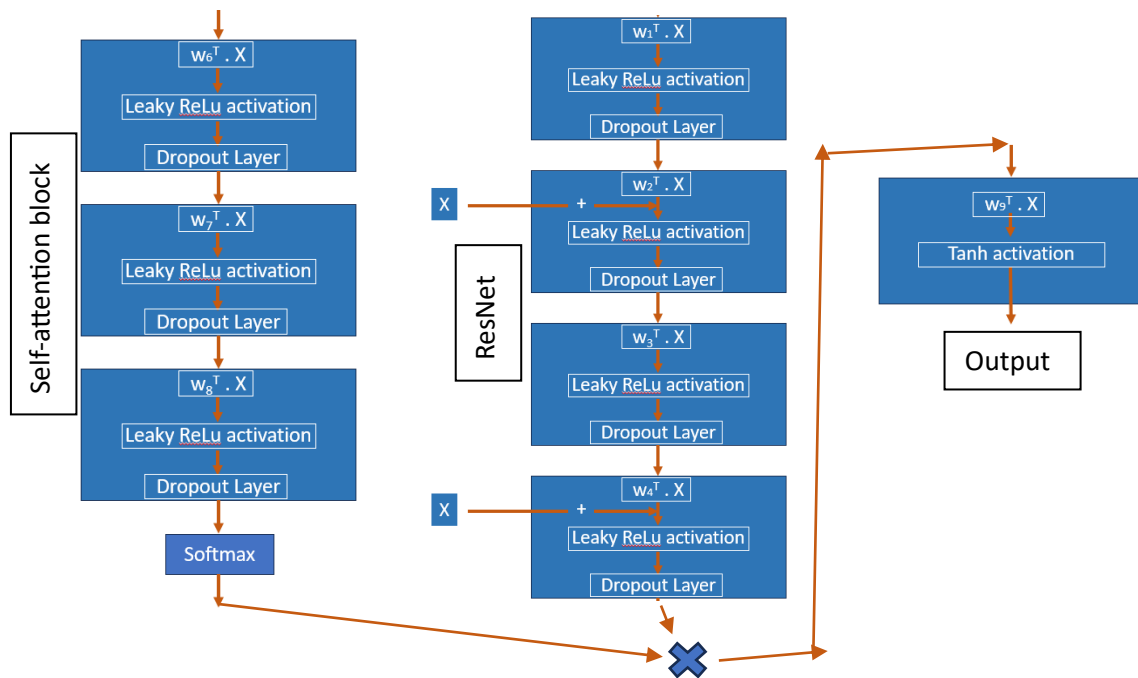 Self-attention block
w₆ᵀ . X
Leaky ReLu activation
Dropout Layer
w₇ᵀ . X
Leaky ReLu activation
Dropout Layer
w₈ᵀ . X
Leaky ReLu activation
Dropout Layer
Softmax
ResNet
w₁ᵀ . X
Leaky ReLu activation
Dropout Layer
w₂ᵀ . X
X
+
Leaky ReLu activation
Dropout Layer
w₃ᵀ . X
Leaky ReLu activation
Dropout Layer
w₄ᵀ . X
X
+
Leaky ReLu activation
Dropout Layer
w₉ᵀ . X
Tanh activation
Output